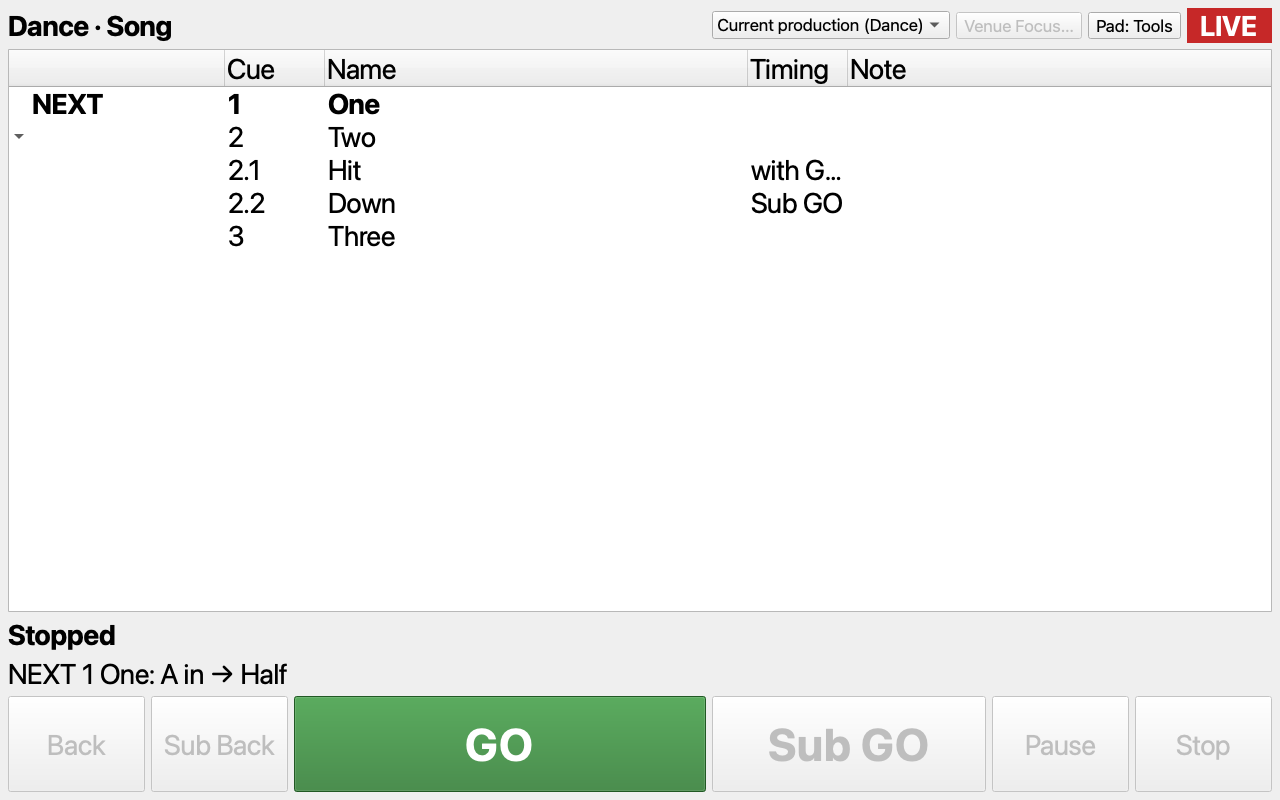 Dance · Song
Current production (Dance)
Venue Focus...
Pad: Tools
LIVE
Cue Name Timing Note
NEXT 1 One
2 Two
2.1 Hit with G...
2.2 Down Sub GO
3 Three
Stopped
NEXT 1 One: A in → Half
Back
Sub Back
GO
Sub GO
Pause
Stop